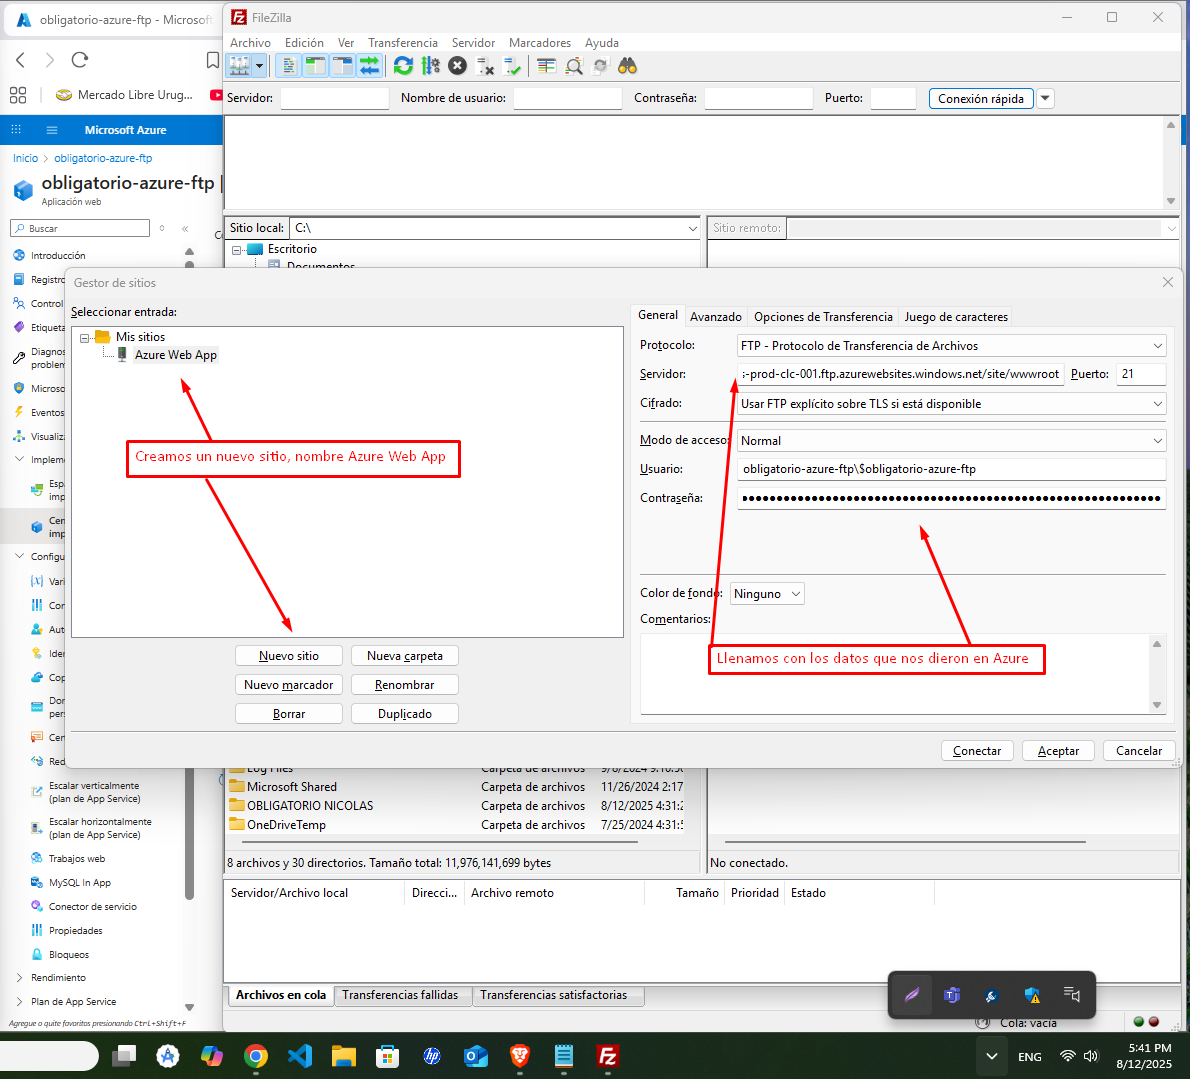 obligatorio-azure-ftp - Microsoft
FileZilla
Archivo Edición Ver Transferencia Servidor Marcadores Ayuda
Mercado Libre Urug...
Servidor: Nombre de usuario: Contraseña: Puerto: Conexión rápida
Microsoft Azure
Inicio > obligatorio-azure-ftp
obligatorio-azure-ftp |
Aplicación web
Buscar
Sitio local: C:\
Sitio remoto:
Escritorio
Documentos
Introducción
Registro
Control
Etiqueta
Diagnos
problem
Microso
Eventos
Visualiz
Impleme
Esp
imp
Cen
imp
Configu
Vari
Con
Aut
Iden
Cop
Dor
pers
Cer
Red
Escalar verticalmente
(plan de App Service)
Escalar horizontalmente
(plan de App Service)
Trabajos web
MySQL In App
Conector de servicio
Propiedades
Bloqueos
Rendimiento
Plan de App Service
Agregue o quite favoritos presionando Ctrl+Shift+F
Gestor de sitios
Seleccionar entrada:
Mis sitios
Azure Web App
Creamos un nuevo sitio, nombre Azure Web App
Nuevo sitio Nueva carpeta
Nuevo marcador Renombrar
Borrar Duplicado
General Avanzado Opciones de Transferencia Juego de caracteres
Protocolo: FTP - Protocolo de Transferencia de Archivos
Servidor: -prod-clc-001.ftp.azurewebsites.windows.net/site/wwwroot Puerto: 21
Cifrado: Usar FTP explícito sobre TLS si está disponible
Modo de acceso: Normal
Usuario: obligatorio-azure-ftp\$obligatorio-azure-ftp
Contraseña:
Color de fondo: Ninguno
Comentarios:
Llenamos con los datos que nos dieron en Azure
Conectar Aceptar Cancelar
Log Files Carpeta de archivos
Microsoft Shared Carpeta de archivos 11/26/2024 2:17
OBLIGATORIO NICOLAS Carpeta de archivos 8/12/2025 4:31:2
OneDriveTemp Carpeta de archivos 7/25/2024 4:31:5
8 archivos y 30 directorios. Tamaño total: 11,976,141,699 bytes
No conectado.
Servidor/Archivo local Direcci... Archivo remoto Tamaño Prioridad Estado
Archivos en cola Transferencias fallidas Transferencias satisfactorias
Cola: vacía
ENG
5:41 PM
8/12/2025